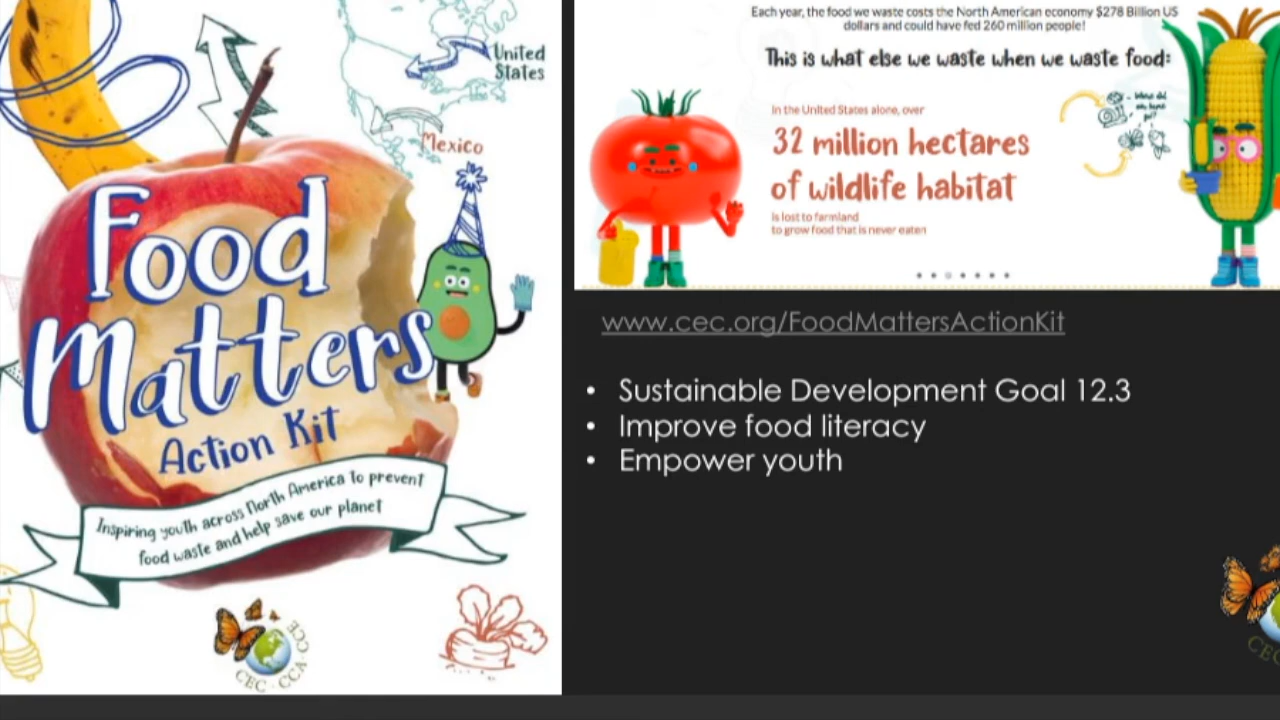 United
States
Mexico
Food
Matters
Action Kit
Inspiring youth across North America to prevent
food waste and help save our planet
CEC · CCA · CCE
Each year, the food we waste costs the North American economy $278 Billion US
dollars and could have fed 260 million people!
This is what else we waste when we waste food:
In the United States alone, over
32 million hectares
of wildlife habitat
is lost to farmland
to grow food that is never eaten
www.cec.org/FoodMattersActionKit
• Sustainable Development Goal 12.3
• Improve food literacy
• Empower youth